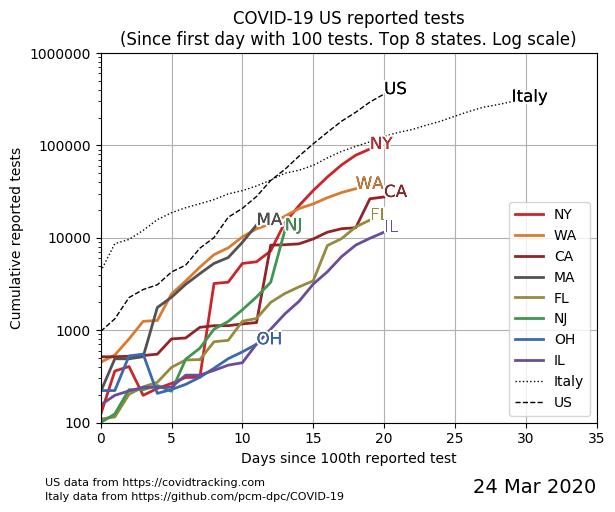 COVID-19 US reported tests
(Since first day with 100 tests. Top 8 states. Log scale)
1000000
100000
10000
1000
100
Cumulative reported tests
US
Italy
NY
WA
CA
MA
FL
NJ
IL
OH
NY
WA
CA
MA
FL
NJ
OH
IL
Italy
US
0 5 10 15 20 25 30 35
Days since 100th reported test
US data from https://covidtracking.com
Italy data from https://github.com/pcm-dpc/COVID-19
24 Mar 2020